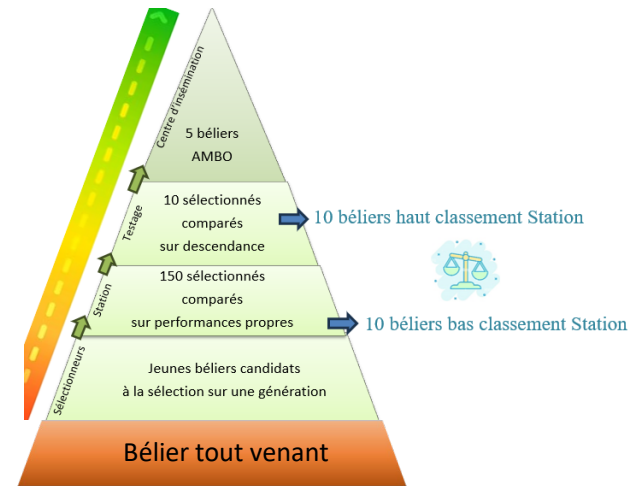 Centre d'insémination
5 béliers
AMBO
Testage
10 sélectionnés
comparés
sur descendance
10 béliers haut classement Station
Station
150 sélectionnés
comparés
sur performances propres
10 béliers bas classement Station
Sélectionneurs
Jeunes béliers candidats
à la sélection sur une génération
Bélier tout venant